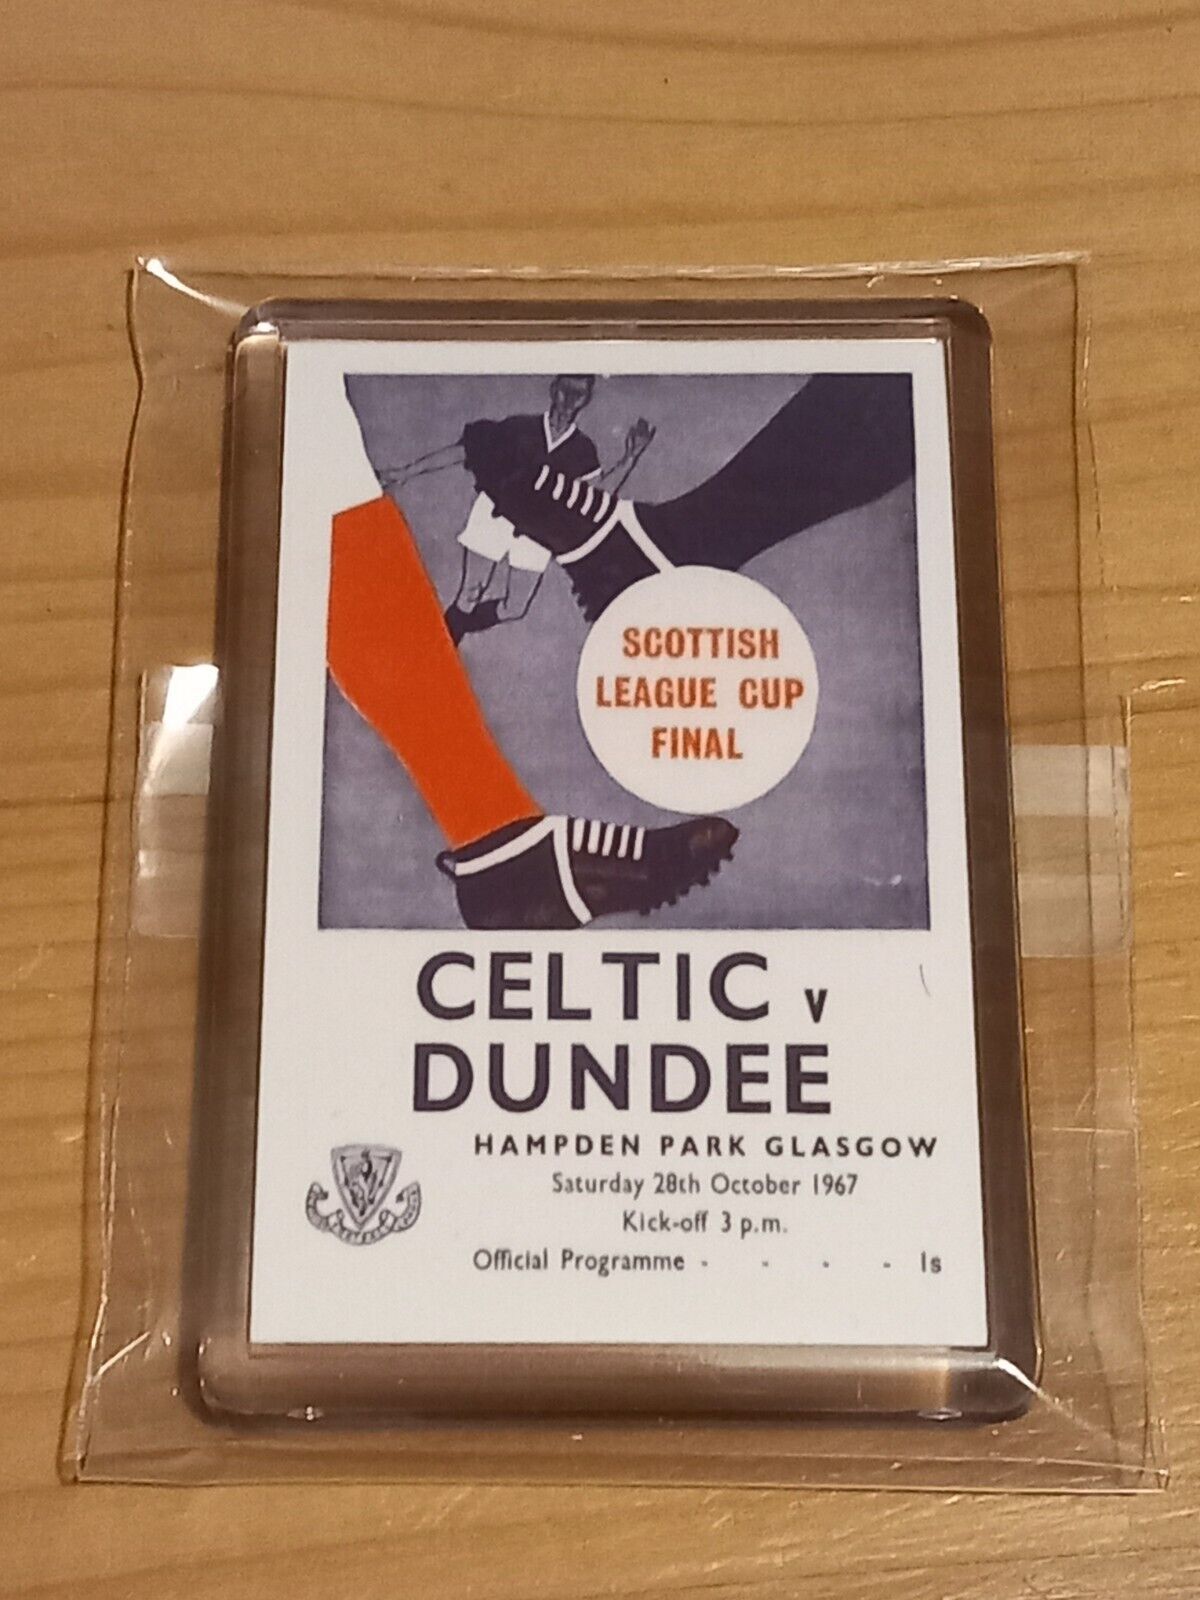 SCOTTISH
LEAGUE CUP
FINAL
CELTIC v
DUNDEE
HAMPDEN PARK GLASGOW
Saturday 28th October 1967
Kick-off 3 p.m.
Official Programme - - - - 1s